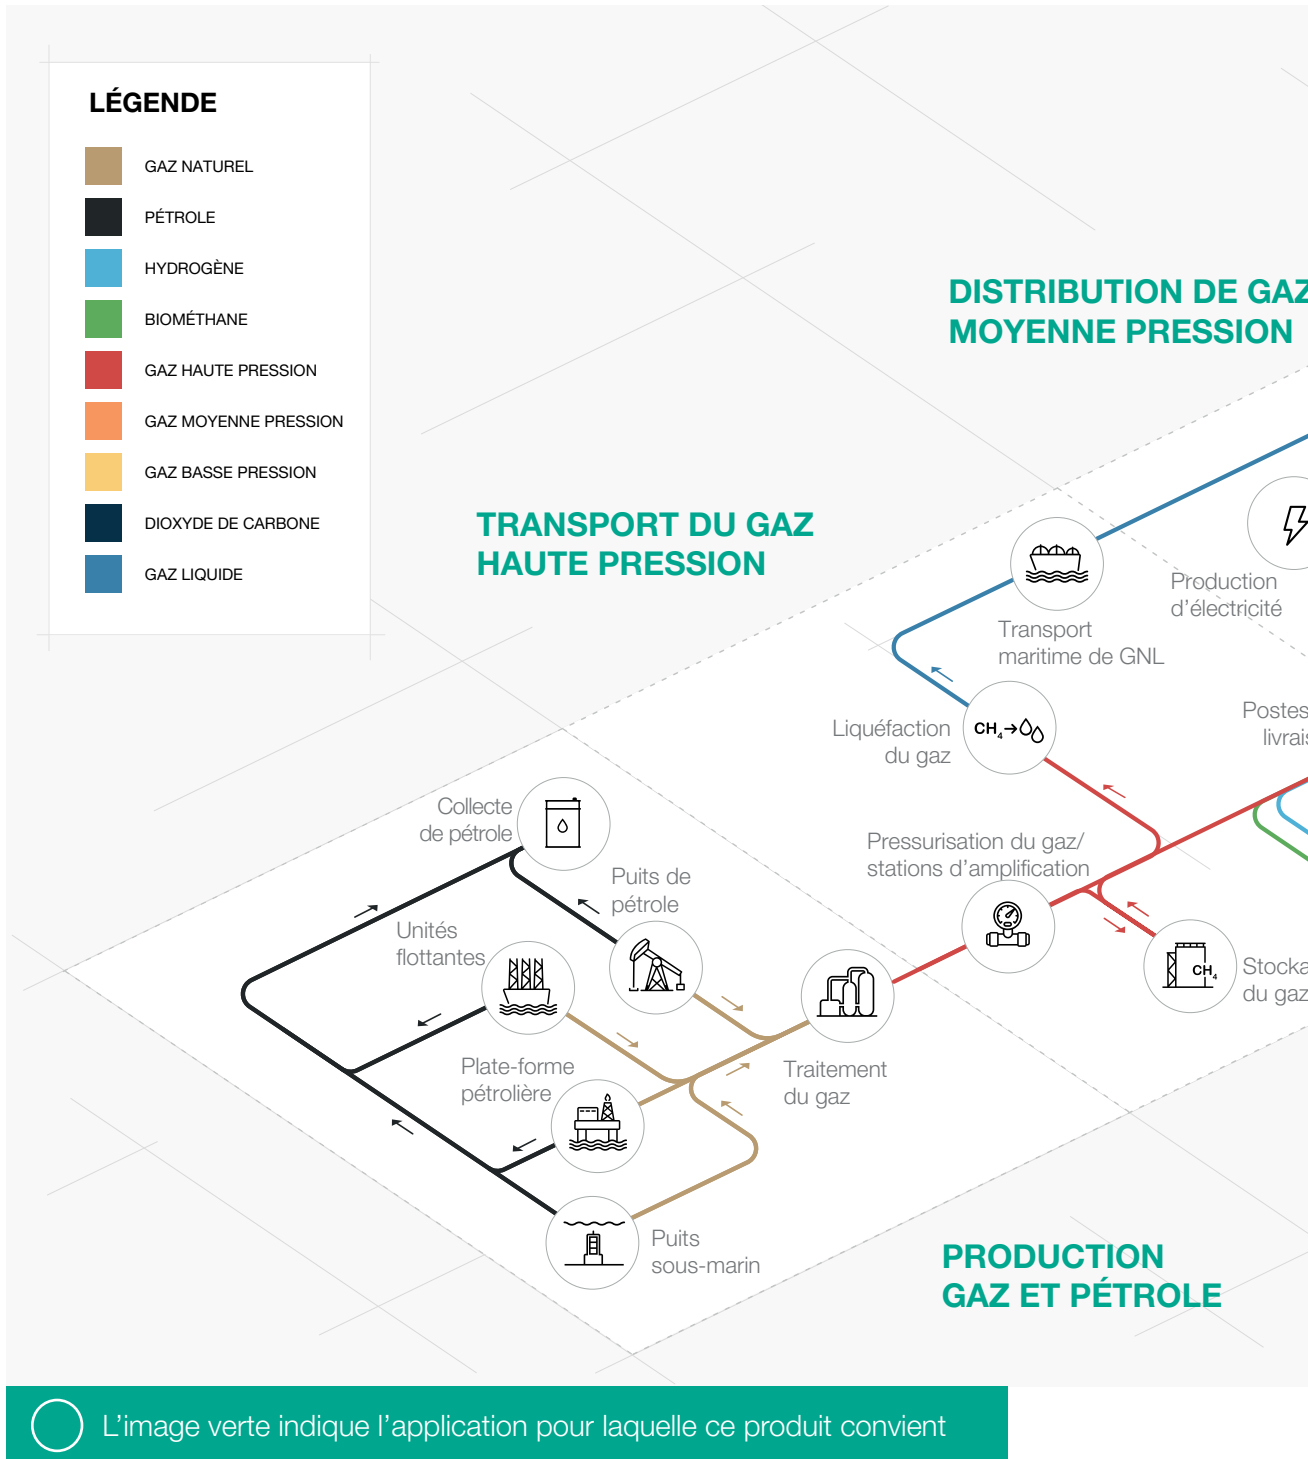 LÉGENDE
GAZ NATUREL
PÉTROLE
HYDROGÈNE
BIOMÉTHANE
GAZ HAUTE PRESSION
GAZ MOYENNE PRESSION
GAZ BASSE PRESSION
DIOXYDE DE CARBONE
GAZ LIQUIDE
DISTRIBUTION DE GAZ
MOYENNE PRESSION
TRANSPORT DU GAZ
HAUTE PRESSION
Production
d'électricité
Transport
maritime de GNL
Liquéfaction
du gaz
CH₄→
Postes
Collecte
de pétrole
Pressurisation du gaz/
stations d'amplification
Puits de
pétrole
Unités
flottantes
CH₄
du gaz
Plate-forme
pétrolière
Traitement
du gaz
Puits
sous-marin
PRODUCTION
GAZ ET PÉTROLE
L'image verte indique l'application pour laquelle ce produit convient